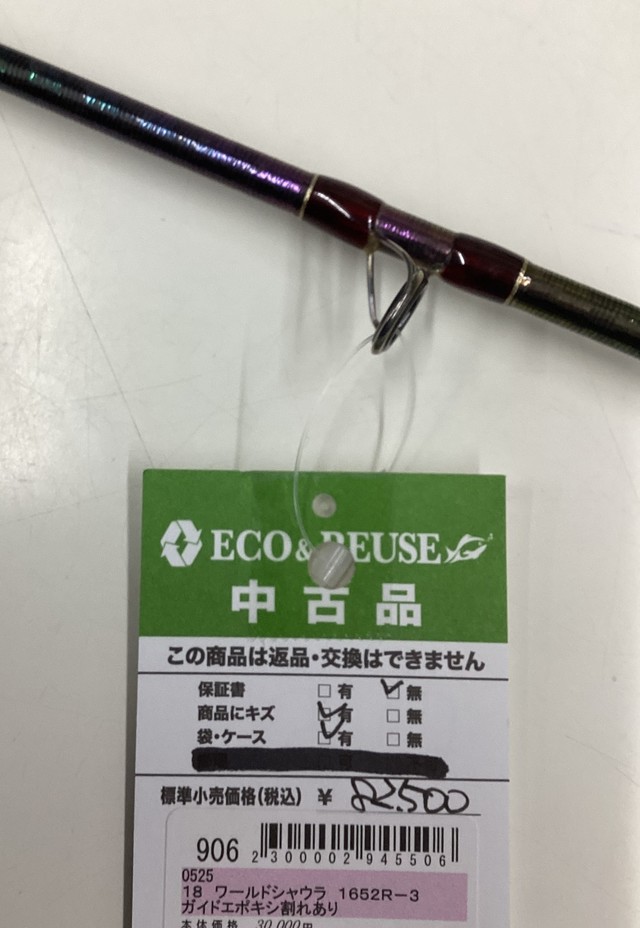 ECO & REUSE
中古品
この商品は返品・交換はできません
保証書 □有 ☑無
商品にキズ ☑有 □無
袋・ケース ☑有 □無
標準小売価格(税込) ¥ 82,500
906
2 300002 945506
0525
18 ワールドシャウラ 1652R-3
ガイドエポキシ割れあり
本体価格 30,000円